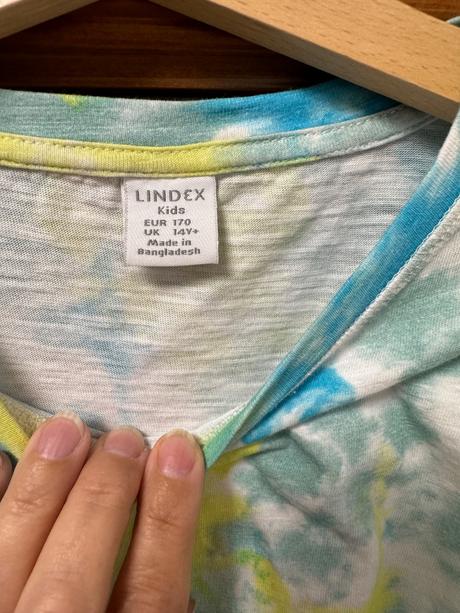 LINDEX
Kids
EUR 170
UK 14Y+
Made in
Bangladesh